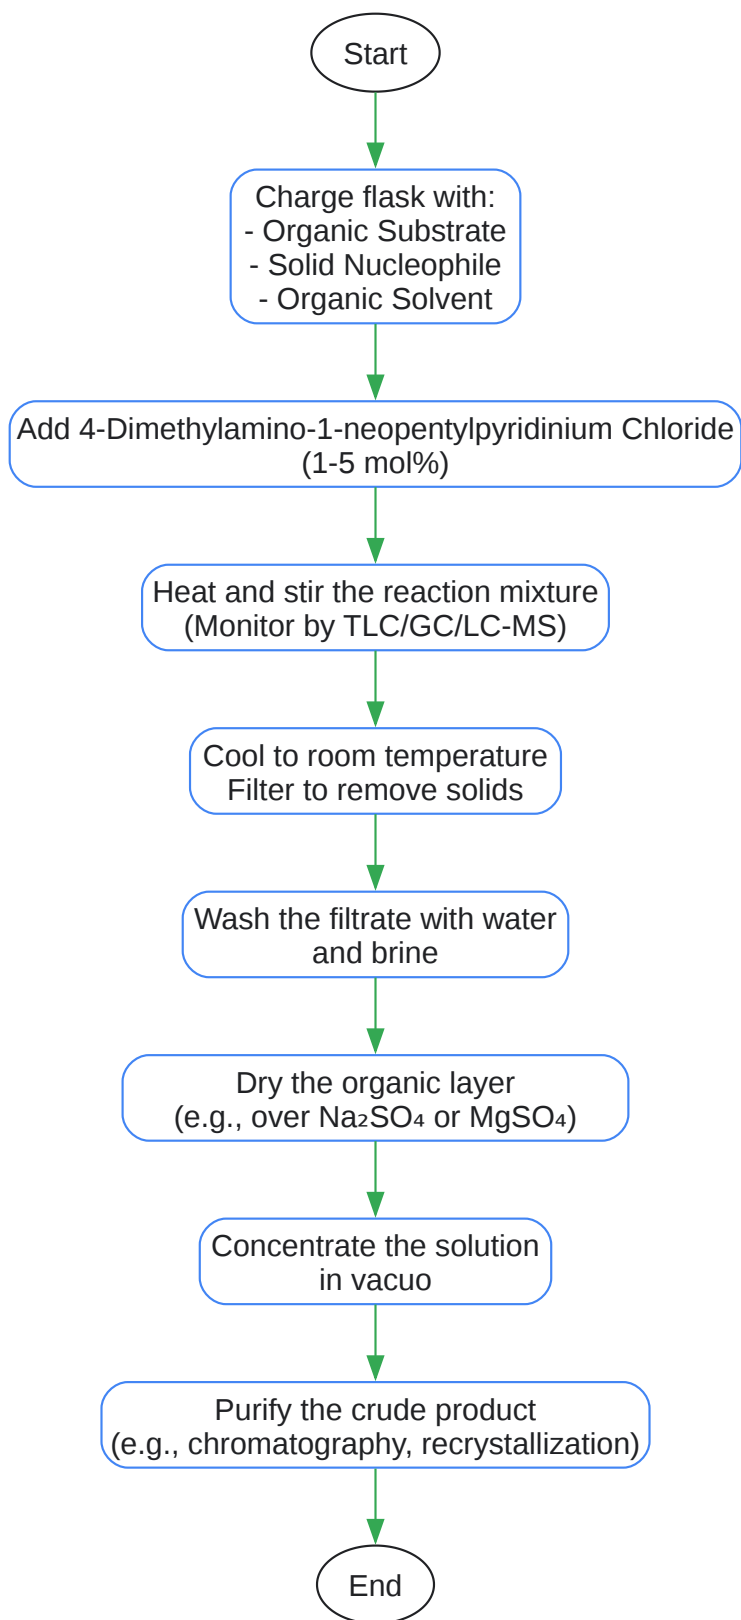 Start
Charge flask with:
- Organic Substrate
- Solid Nucleophile
- Organic Solvent
Add 4-Dimethylamino-1-neopentylpyridinium Chloride
(1-5 mol%)
Heat and stir the reaction mixture
(Monitor by TLC/GC/LC-MS)
Cool to room temperature
Filter to remove solids
Wash the filtrate with water
and brine
Dry the organic layer
(e.g., over Na₂SO₄ or MgSO₄)
Concentrate the solution
in vacuo
Purify the crude product
(e.g., chromatography, recrystallization)
End